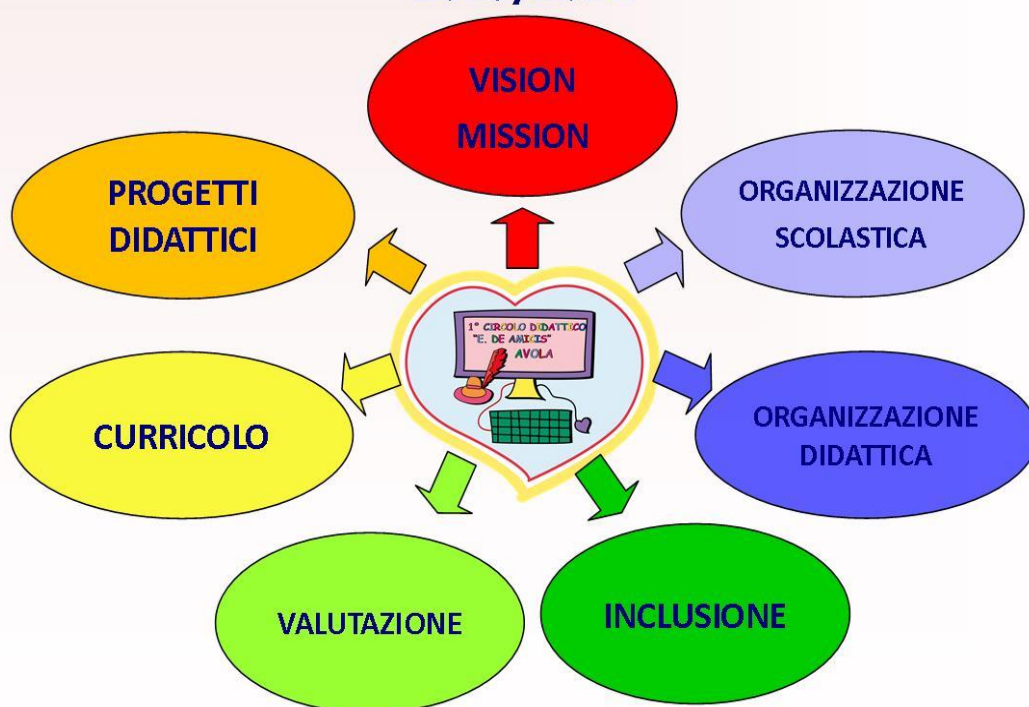 VISION
MISSION
PROGETTI
DIDATTICI
ORGANIZZAZIONE
SCOLASTICA
1° CIRCOLO DIDATTICO
"E. DE AMICIS"
AVOLA
CURRICOLO
ORGANIZZAZIONE
DIDATTICA
VALUTAZIONE
INCLUSIONE